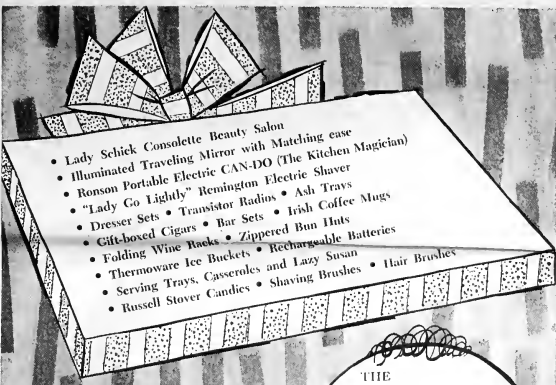 • Lady Schick Consolette Beauty Salon
• Illuminated Traveling Mirror with Matching ease
• Ronson Portable Electric CAN-DO (The Kitchen Magician)
• "Lady Go Lightly" Remington Electric Shaver
• Dresser Sets • Transistor Radios • Ash Trays
• Gift-boxed Cigars • Bar Sets • Irish Coffee Mugs
• Folding Wine Racks • Zippered Bun Huts
• Thermoware Ice Buckets • Rechargeable Batteries
• Serving Trays, Casseroles and Lazy Susan
• Russell Stover Candies • Shaving Brushes • Hair Brushes
THE